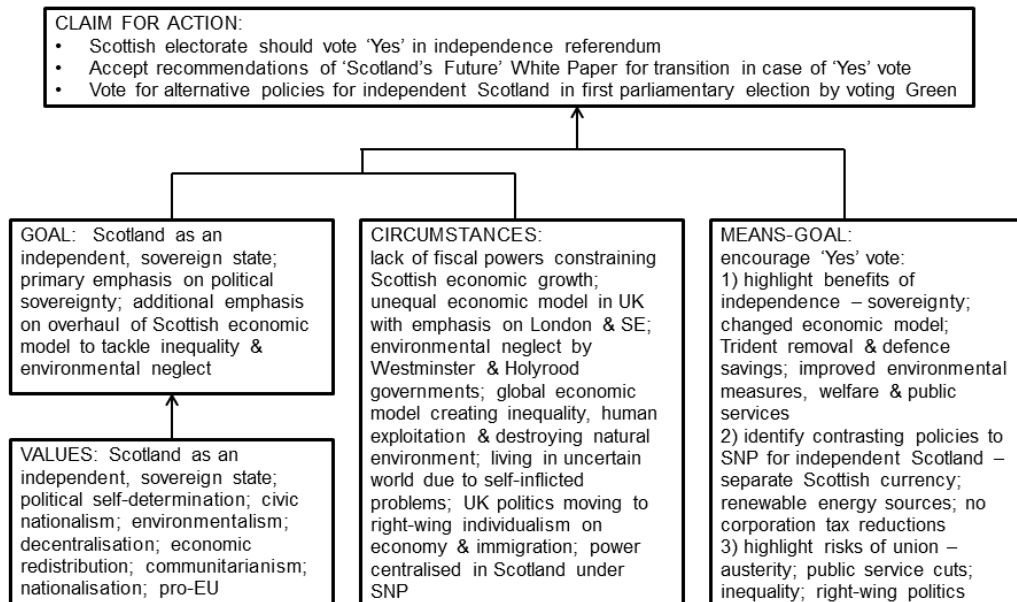 CLAIM FOR ACTION:
• Scottish electorate should vote ‘Yes’ in independence referendum
• Accept recommendations of ‘Scotland’s Future’ White Paper for transition in case of ‘Yes’ vote
• Vote for alternative policies for independent Scotland in first parliamentary election by voting Green
GOAL: Scotland as an
independent, sovereign state;
primary emphasis on political
sovereignty; additional emphasis
on overhaul of Scottish economic
model to tackle inequality &
environmental neglect
VALUES: Scotland as an
independent, sovereign state;
political self-determination; civic
nationalism; environmentalism;
decentralisation; economic
redistribution; communitarianism;
nationalisation; pro-EU
CIRCUMSTANCES:
lack of fiscal powers constraining
Scottish economic growth;
unequal economic model in UK
with emphasis on London & SE;
environmental neglect by
Westminster & Holyrood
governments; global economic
model creating inequality, human
exploitation & destroying natural
environment; living in uncertain
world due to self-inflicted
problems; UK politics moving to
right-wing individualism on
economy & immigration; power
centralised in Scotland under
SNP
MEANS-GOAL:
encourage ‘Yes’ vote:
1) highlight benefits of
independence – sovereignty;
changed economic model;
Trident removal & defence
savings; improved environmental
measures, welfare & public
services
2) identify contrasting policies to
SNP for independent Scotland –
separate Scottish currency;
renewable energy sources; no
corporation tax reductions
3) highlight risks of union –
austerity; public service cuts;
inequality; right-wing politics